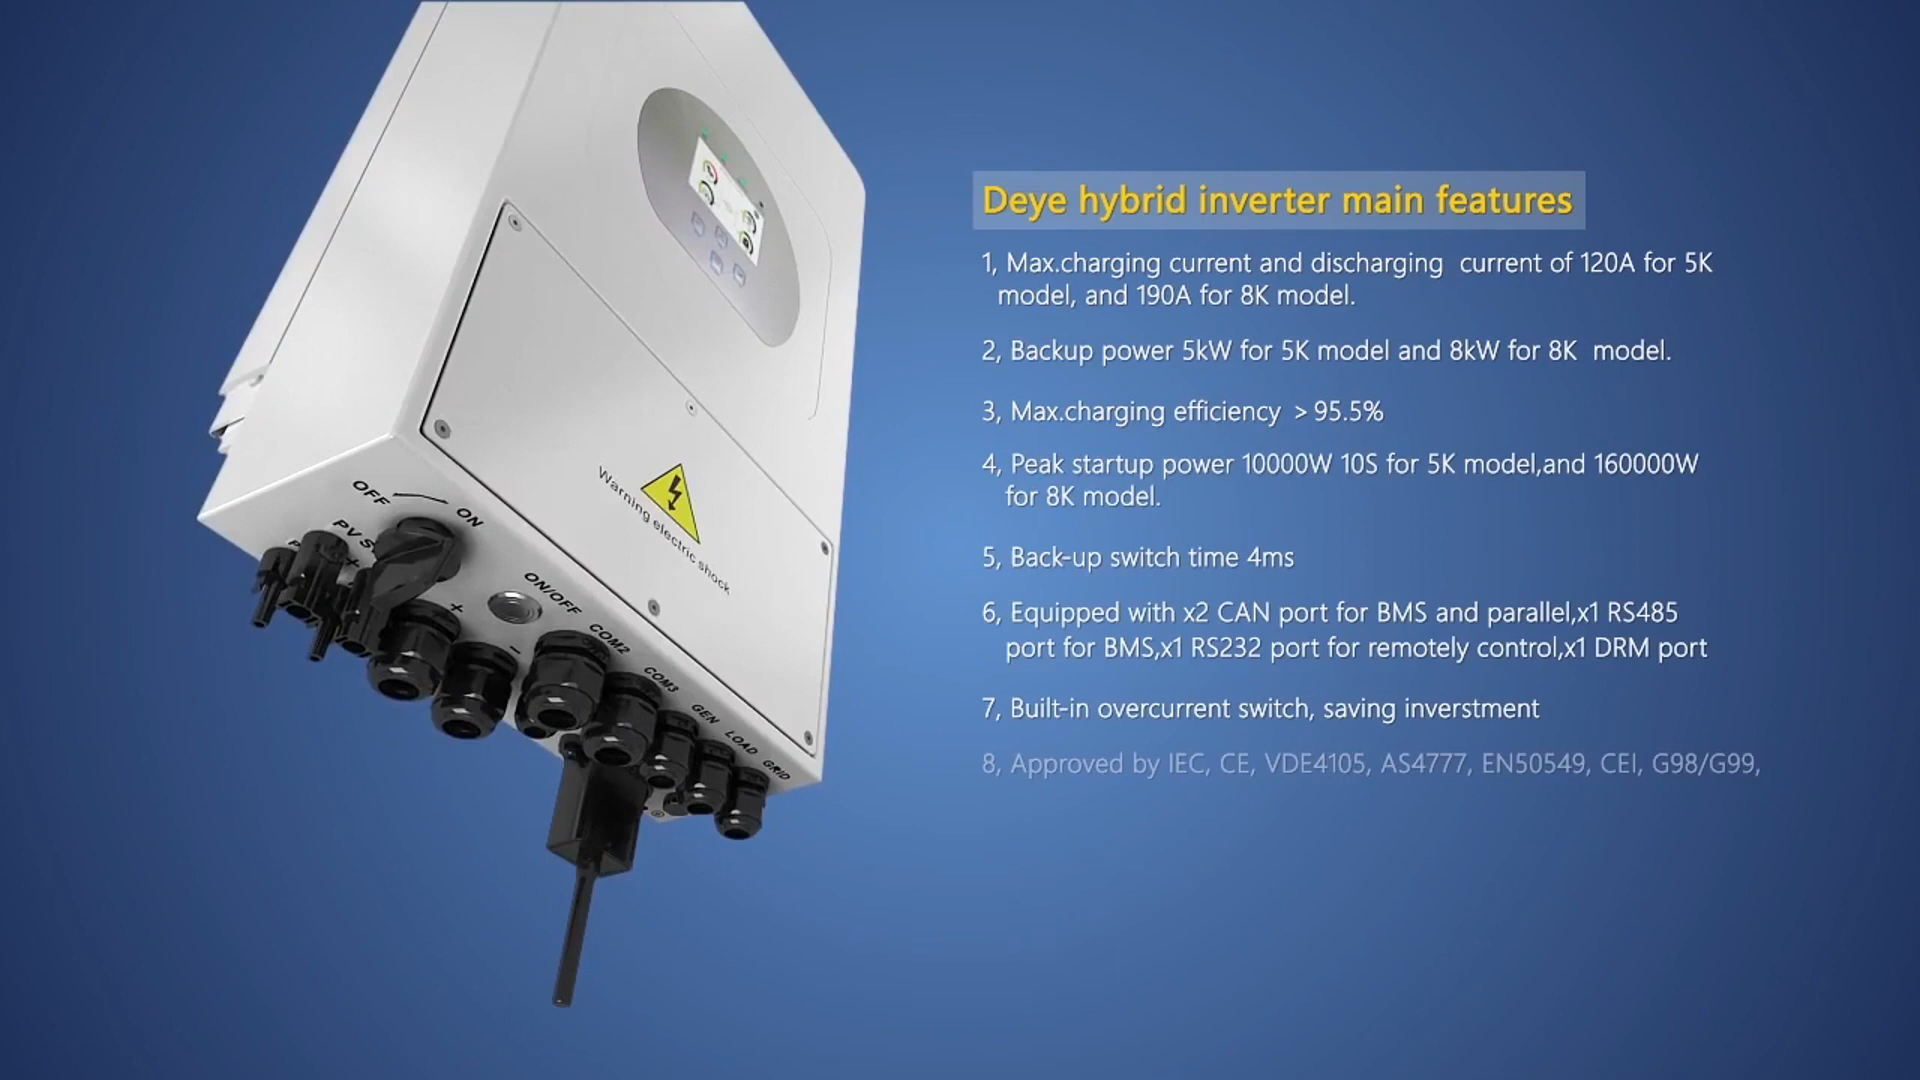 Deye hybrid inverter main features
1, Max.charging current and discharging  current of 120A for 5K
model, and 190A for 8K model.
2, Backup power 5kW for 5K model and 8kW for 8K  model.
3, Max.charging efficiency  > 95.5%
4, Peak startup power 10000W 10S for 5K model,and 160000W
for 8K model.
5, Back-up switch time 4ms
6, Equipped with x2 CAN port for BMS and parallel,x1 RS485
port for BMS,x1 RS232 port for remotely control,x1 DRM port
7, Built-in overcurrent switch, saving inverstment
8, Approved by IEC, CE, VDE4105, AS4777, EN50549, CEI, G98/G99,
Warning electric shock
OFF
ON
PV
+
+
-
ON/OFF
COM2
COM3
GEN
LOAD
GRID